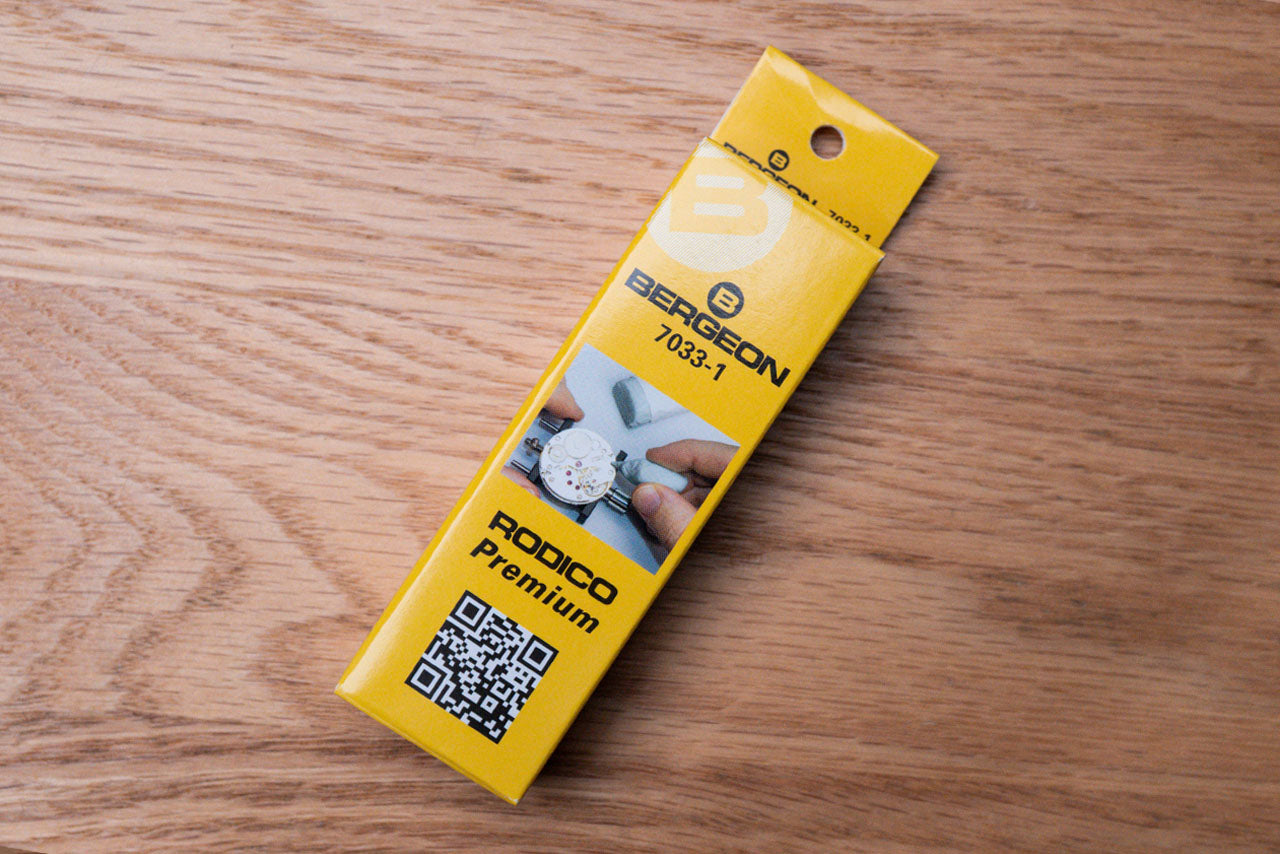 B
BERGEON 7033-1
B
B
BERGEON
7033-1
RODICO
Premium